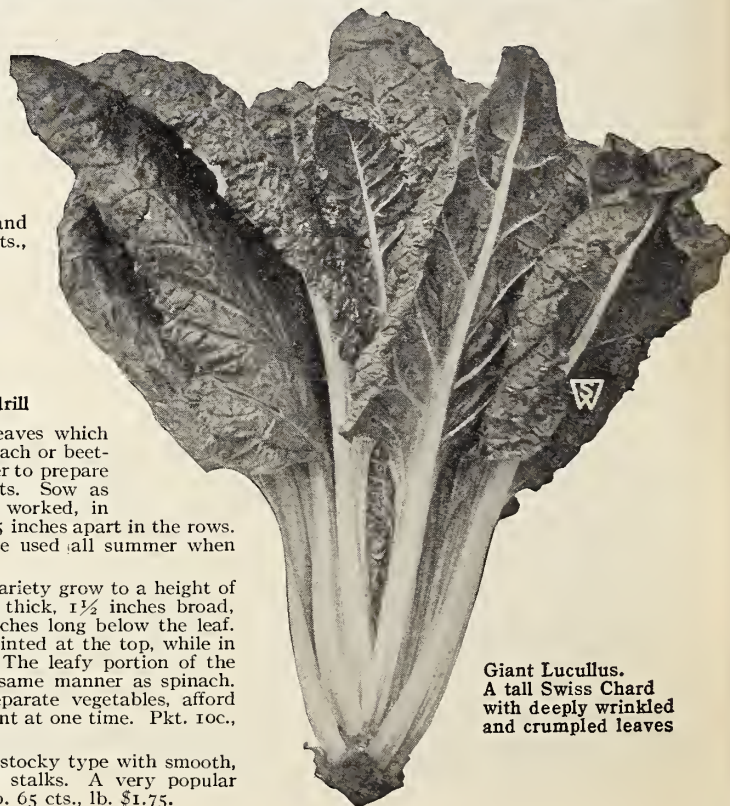 and
ts.,
drill
eaves which
ach or beet-
er to prepare
ts. Sow as
worked, in
5 inches apart in the rows.
e used all summer when
ariety grow to a height of
thick, 1½ inches broad,
ches long below the leaf.
inted at the top, while in
The leafy portion of the
same manner as spinach.
eparate vegetables, afford
nt at one time. Pkt. 10c.,
stocky type with smooth,
stalks. A very popular
b. 65 cts., lb. $1.75.
SW
Giant Lucullus.
A tall Swiss Chard
with deeply wrinkled
and crumpled leaves